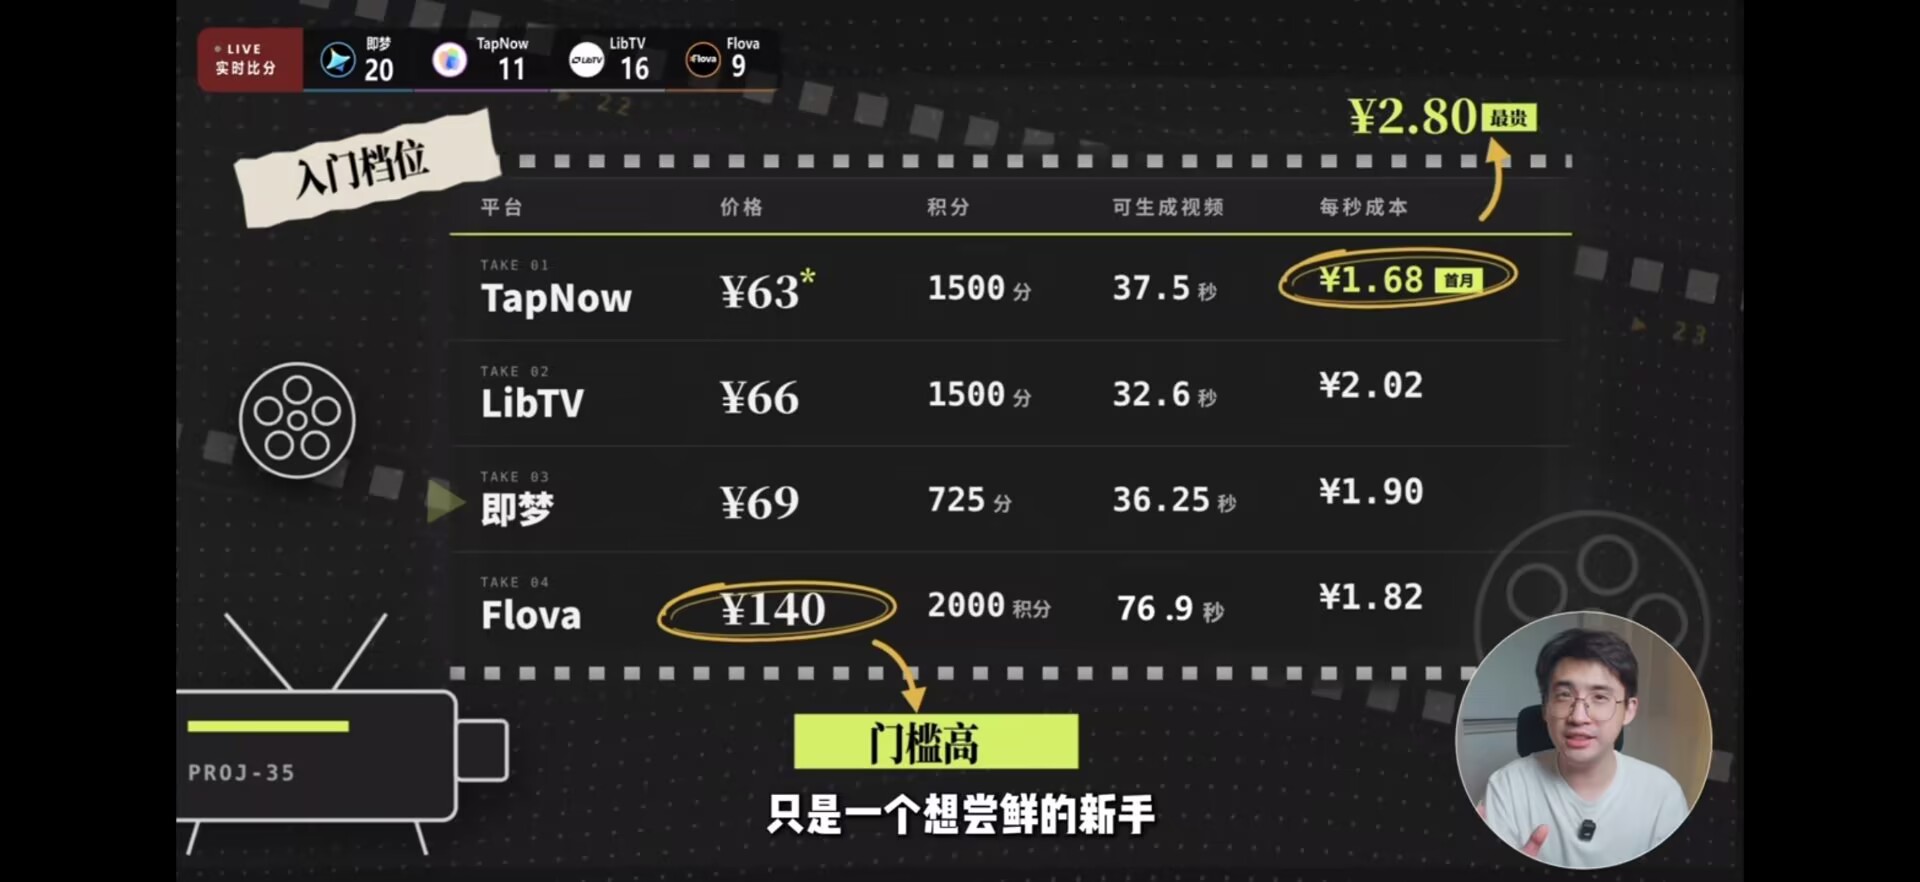 LIVE
实时比分
即梦
20
TapNow
11
LibTV
LibTV
16
Flova
Flova
9
22
¥2.80 最贵
入门档位
平台 价格 积分 可生成视频 每秒成本
TAKE 01
TapNow ¥63* 1500 分 37.5 秒 ¥1.68 首月
23
TAKE 02
LibTV ¥66 1500 分 32.6 秒 ¥2.02
TAKE 03
即梦 ¥69 725 分 36.25 秒 ¥1.90
TAKE 04
Flova ¥140 2000 积分 76.9 秒 ¥1.82
门槛高
PROJ-35
只是一个想尝鲜的新手